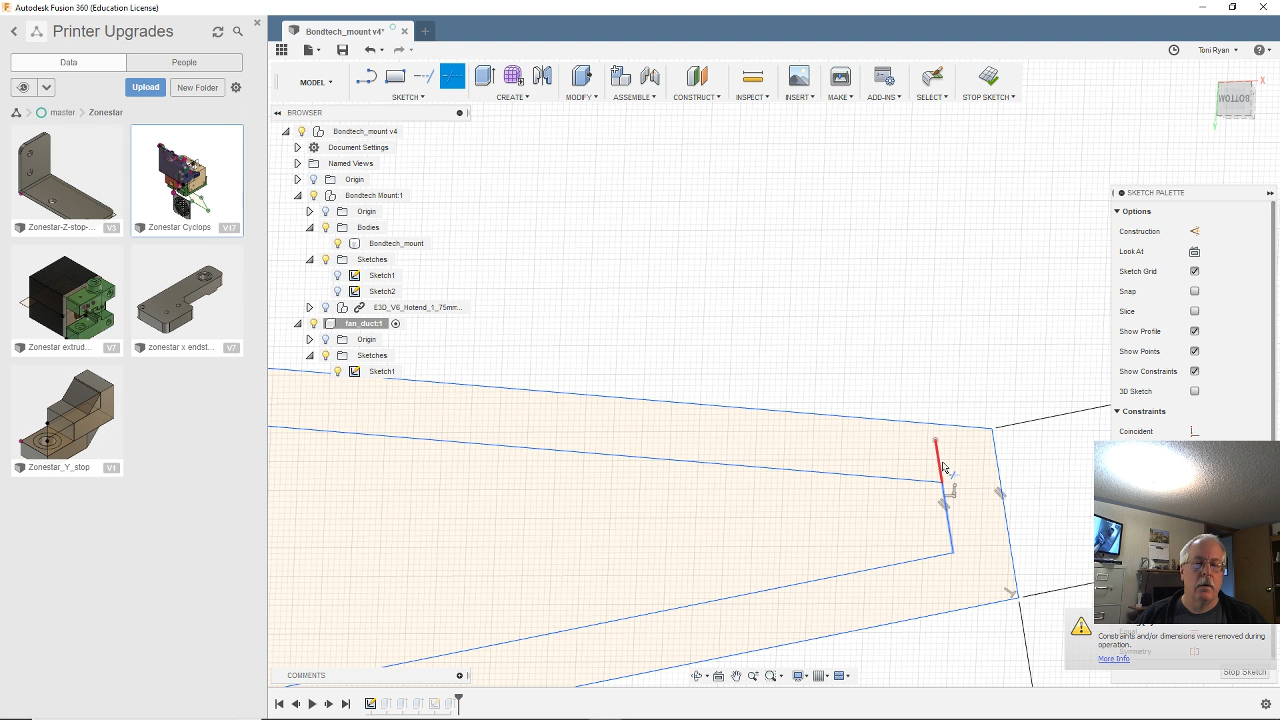 Autodesk Fusion 360 (Education License)
Printer Upgrades
Data
People
Upload
New Folder
master
Zonestar
Zonestar-Z-stop-...
V3
Zonestar Cyclops
V17
Zonestar extrud...
V7
zonestar x endst...
V7
Zonestar_Y_stop
V1
Bondtech_mount v4*
Toni Ryan
MODEL
SKETCH
CREATE
MODIFY
ASSEMBLE
CONSTRUCT
INSPECT
INSERT
MAKE
ADD-INS
SELECT
STOP SKETCH
BROWSER
Bondtech_mount v4
Document Settings
Named Views
Origin
Bondtech Mount:1
Origin
Bodies
Bondtech_mount
Sketches
Sketch1
Sketch2
E3D_V6_Hotend_1_75mm...
fan_duct:1
Origin
Sketches
Sketch1
X
BOTTOM
Y
SKETCH PALETTE
Options
Construction
Look At
Sketch Grid
Snap
Slice
Show Profile
Show Points
Show Constraints
3D Sketch
Constraints
Coincident
Constraints and/or dimensions were removed during
operation.
More Info
Symmetry
Stop Sketch
COMMENTS